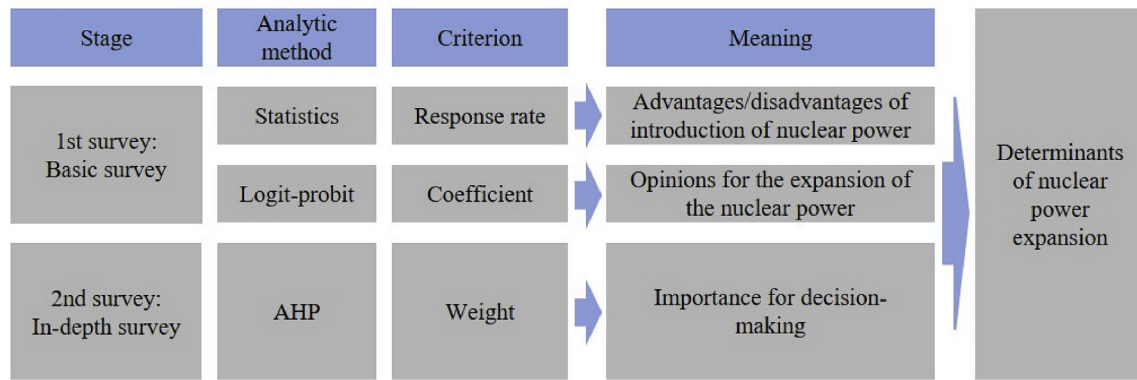 Stage
Analytic
method
Criterion
Meaning
1st survey:
Basic survey
Statistics
Response rate
Advantages/disadvantages of
introduction of nuclear power
Logit-probit
Coefficient
Opinions for the expansion of
the nuclear power
2nd survey:
In-depth survey
AHP
Weight
Importance for decision-
making
Determinants
of nuclear
power
expansion